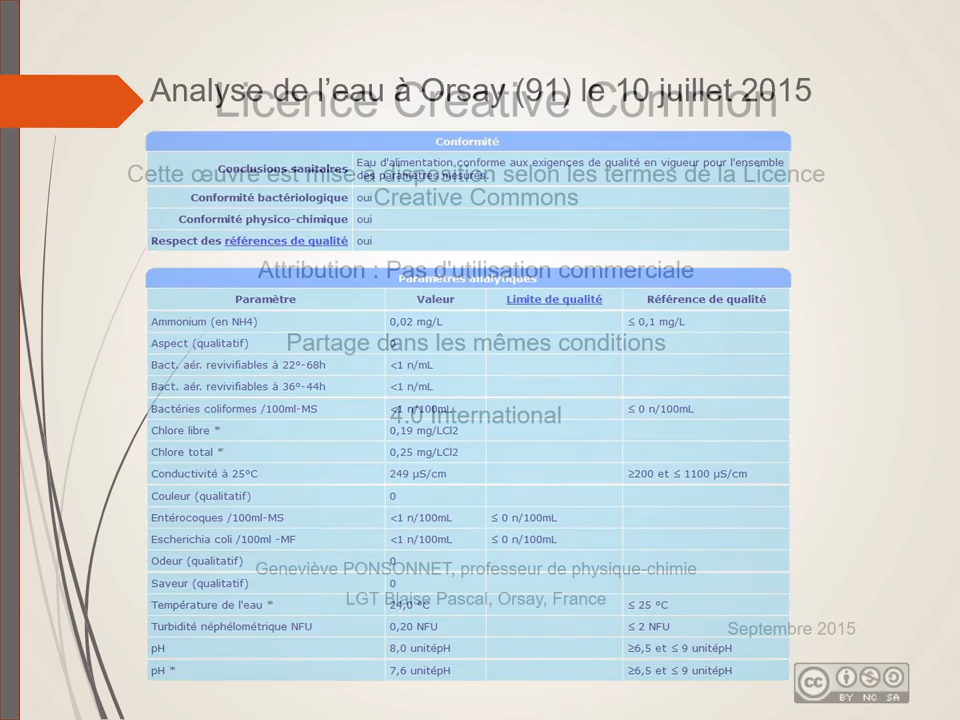 Analyse de l’eau à Orsay (91) le 10 juillet 2015
Licence Creative Common
Conformité
Conclusions sanitaires Eau d'alimentation conforme aux exigences de qualité en vigueur pour l'ensemble des paramètres mesurés.
Cette œuvre est mise à disposition selon les termes de la Licence
Creative Commons
Conformité bactériologique oui
Conformité physico-chimique oui
Respect des références de qualité oui
Attribution : Pas d'utilisation commerciale
Paramètres analytiques
Paramètre Valeur Limite de qualité Référence de qualité
Ammonium (en NH4) 0,02 mg/L ≤ 0,1 mg/L
Aspect (qualitatif) 0
Partage dans les mêmes conditions
Bact. aér. revivifiables à 22°-68h <1 n/mL
Bact. aér. revivifiables à 36°-44h <1 n/mL
Bactéries coliformes /100ml-MS <1 n/100mL ≤ 0 n/100mL
4.0 International
Chlore libre * 0,19 mg/LCl2
Chlore total * 0,25 mg/LCl2
Conductivité à 25°C 249 µS/cm ≥200 et ≤ 1100 µS/cm
Couleur (qualitatif) 0
Entérocoques /100ml-MS <1 n/100mL ≤ 0 n/100mL
Escherichia coli /100ml -MF <1 n/100mL ≤ 0 n/100mL
Odeur (qualitatif) 0
Geneviève PONSONNET, professeur de physique-chimie
Saveur (qualitatif) 0
LGT Blaise Pascal, Orsay, France
Température de l'eau * 24,0 °C ≤ 25 °C
Turbidité néphélométrique NFU 0,20 NFU ≤ 2 NFU
Septembre 2015
pH 8,0 unitépH ≥6,5 et ≤ 9 unitépH
pH * 7,6 unitépH ≥6,5 et ≤ 9 unitépH
cc
BY NC SA